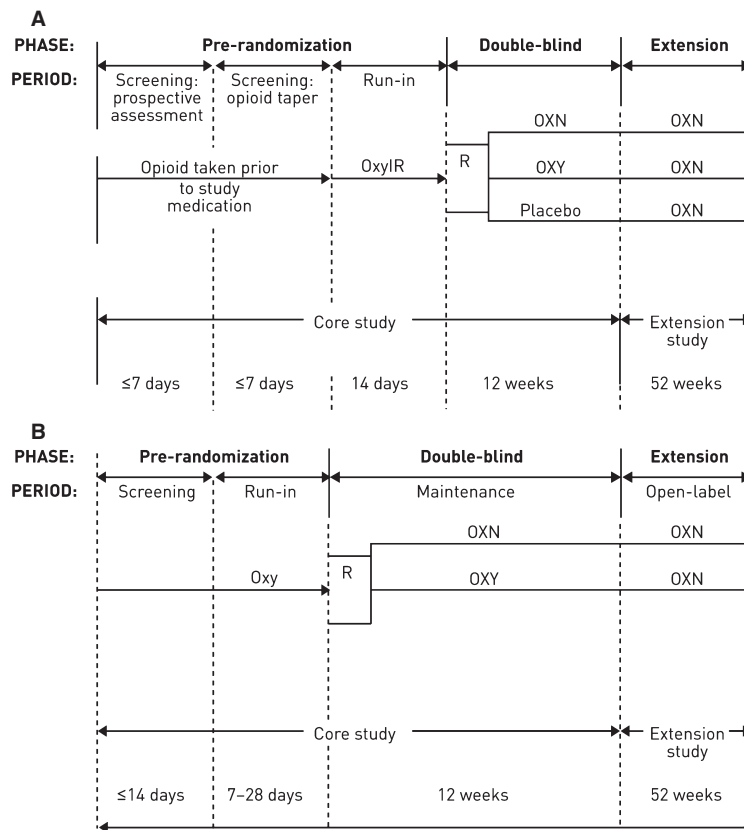 A
PHASE: Pre-randomization Double-blind Extension
PERIOD: Screening: prospective assessment Screening: opioid taper Run-in
OXN OXN
Opioid taken prior to study medication OxyIR R OXY OXN
Placebo OXN
Core study Extension study
≤7 days ≤7 days 14 days 12 weeks 52 weeks
B
PHASE: Pre-randomization Double-blind Extension
PERIOD: Screening Run-in Maintenance Open-label
OXN OXN
Oxy R OXY OXN
Core study Extension study
≤14 days 7–28 days 12 weeks 52 weeks